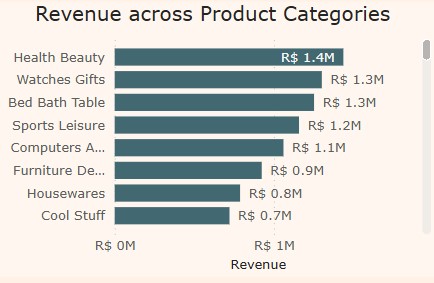 Revenue across Product Categories
Health Beauty R$ 1.4M
Watches Gifts R$ 1.3M
Bed Bath Table R$ 1.3M
Sports Leisure R$ 1.2M
Computers A... R$ 1.1M
Furniture De... R$ 0.9M
Housewares R$ 0.8M
Cool Stuff R$ 0.7M
R$ 0M R$ 1M
Revenue